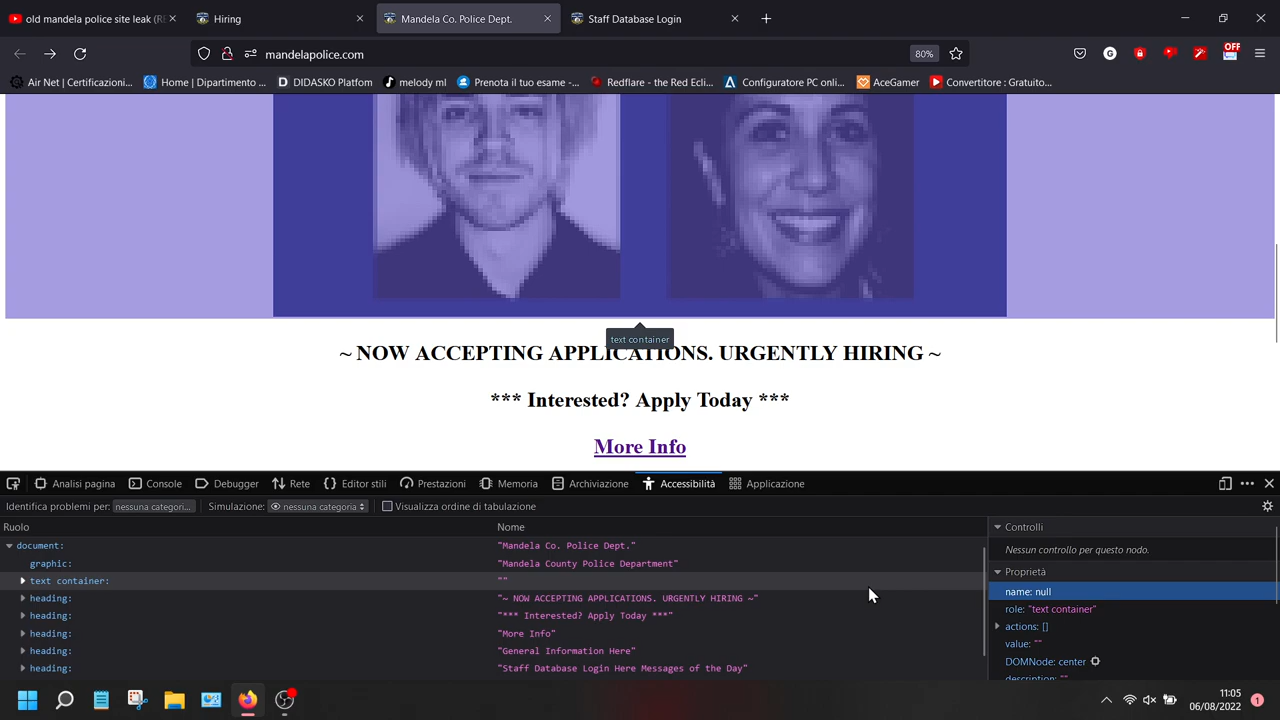 old mandela police site leak (RE
Hiring
Mandela Co. Police Dept.
Staff Database Login
mandelapolice.com
80%
OFF
Air Net | Certificazioni...
Home | Dipartimento ...
DIDASKO Platfom
melody ml
Prenota il tuo esame -...
Redflare - the Red Ecli...
Configuratore PC onli...
AceGamer
Convertitore : Gratuito...
text container
~ NOW ACCEPTING APPLICATIONS. URGENTLY HIRING ~
*** Interested? Apply Today ***
More Info
Analisi pagina
Console
Debugger
Rete
Editor stili
Prestazioni
Memoria
Archiviazione
Accessibilità
Applicazione
Identifica problemi per: nessuna categori... Simulazione: nessuna categoria Visualizza ordine di tabulazione
Ruolo Nome
document: "Mandela Co. Police Dept."
graphic: "Mandela County Police Department"
text container: ""
heading: "~ NOW ACCEPTING APPLICATIONS. URGENTLY HIRING ~"
heading: "*** Interested? Apply Today ***"
heading: "More Info"
heading: "General Information Here"
heading: "Staff Database Login Here Messages of the Day"
Controlli
Nessun controllo per questo nodo.
Proprietà
name: null
role: "text container"
actions: []
value: ""
DOMNode: center
description: ""
11:05
06/08/2022
1